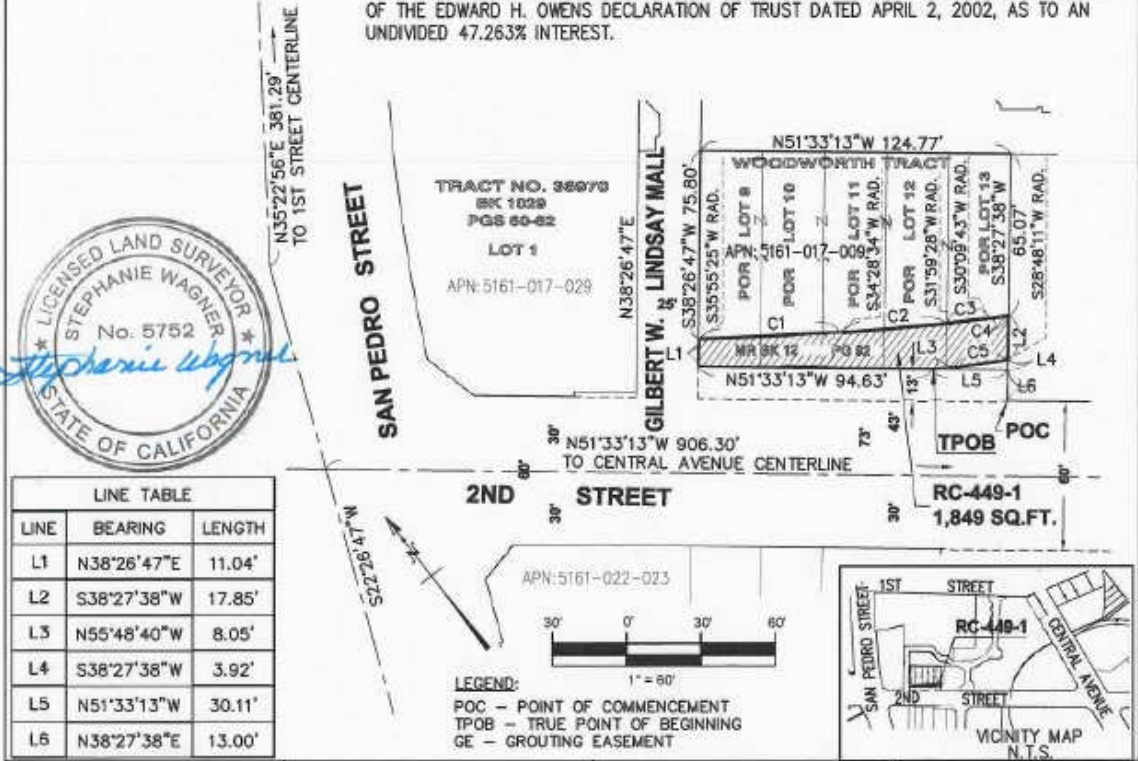 OF THE EDWARD H. OWENS DECLARATION OF TRUST DATED APRIL 2, 2002, AS TO AN
UNDIVIDED 47.263% INTEREST.
N35°22'56"E 381.29'
TO 1ST STREET CENTERLINE
SAN PEDRO STREET
TRACT NO. 36970
BK 1029
PGS 60-62
LOT 1
APN: 5161-017-029
N38°26'47"E
25'
GILBERT W. LINDSAY MALL
N51°33'13"W 124.77'
WOODWORTH TRACT
S38°26'47"W 75.80'
S35°55'25"W RAD.
POR LOT 9
POR LOT 10
POR LOT 11
S34°28'34"W RAD.
POR LOT 12
S31°59'28"W RAD.
S30°09'43"W RAD.
POR LOT 13
S38°27'38"W
65.07'
S28°48'11"W RAD.
APN: 5161-017-009
C1
C2
C3
C4
L1
MR BK 13
PG 82
L3
C5
L2
L4
N51°33'13"W 94.63'
13'
L5
L6
TPOB
POC
30'
60'
30'
N51°33'13"W 906.30'
TO CENTRAL AVENUE CENTERLINE
73'
43'
30'
60'
2ND STREET
RC-449-1
1,849 SQ.FT.
S22°26'47"W
APN: 5161-022-023
LICENSED LAND SURVEYOR
STEPHANIE WAGNER
No. 5752
Stephanie Wagner
STATE OF CALIFORNIA
LINE TABLE
LINE BEARING LENGTH
L1 N38°26'47"E 11.04'
L2 S38°27'38"W 17.85'
L3 N55°48'40"W 8.05'
L4 S38°27'38"W 3.92'
L5 N51°33'13"W 30.11'
L6 N38°27'38"E 13.00'
30' 0' 30' 60'
1" = 60'
LEGEND:
POC - POINT OF COMMENCEMENT
TPOB - TRUE POINT OF BEGINNING
GE - GROUTING EASEMENT
1ST STREET
SAN PEDRO STREET
RC-449-1
CENTRAL AVENUE
2ND STREET
VICINITY MAP
N.T.S.